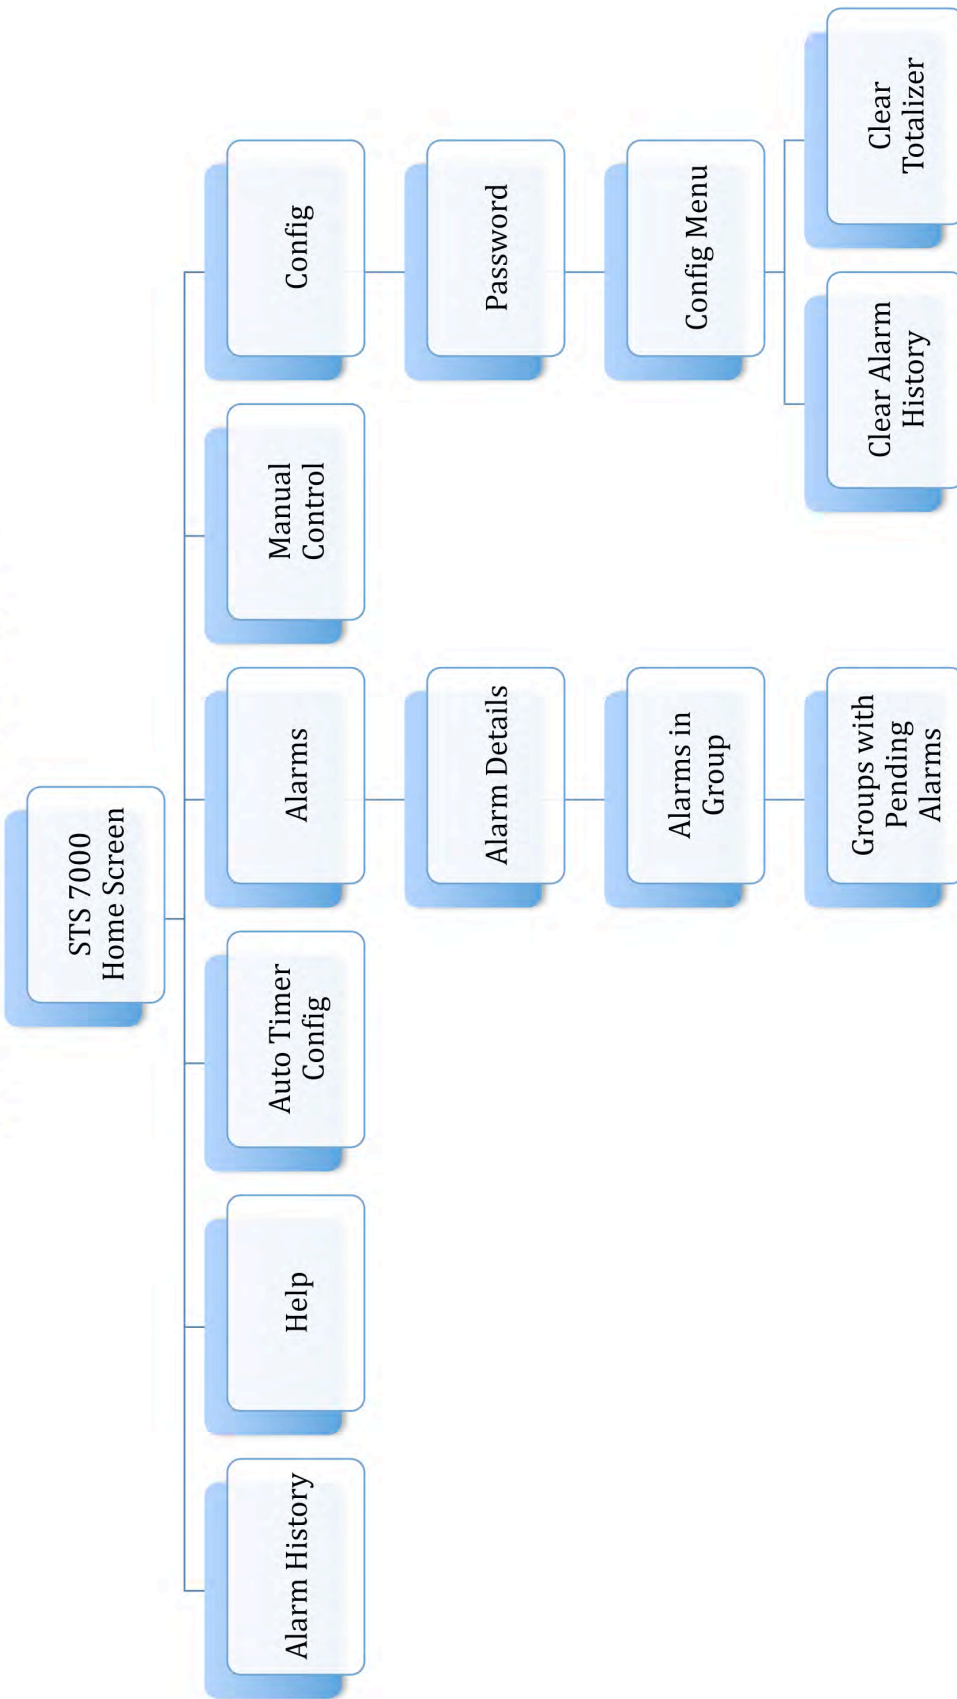 STS 7000
Home Screen
Alarm History
Help
Auto Timer
Config
Alarms
Manual
Control
Config
Alarm Details
Password
Alarms in
Group
Config Menu
Groups with
Pending
Alarms
Clear Alarm
History
Clear
Totalizer